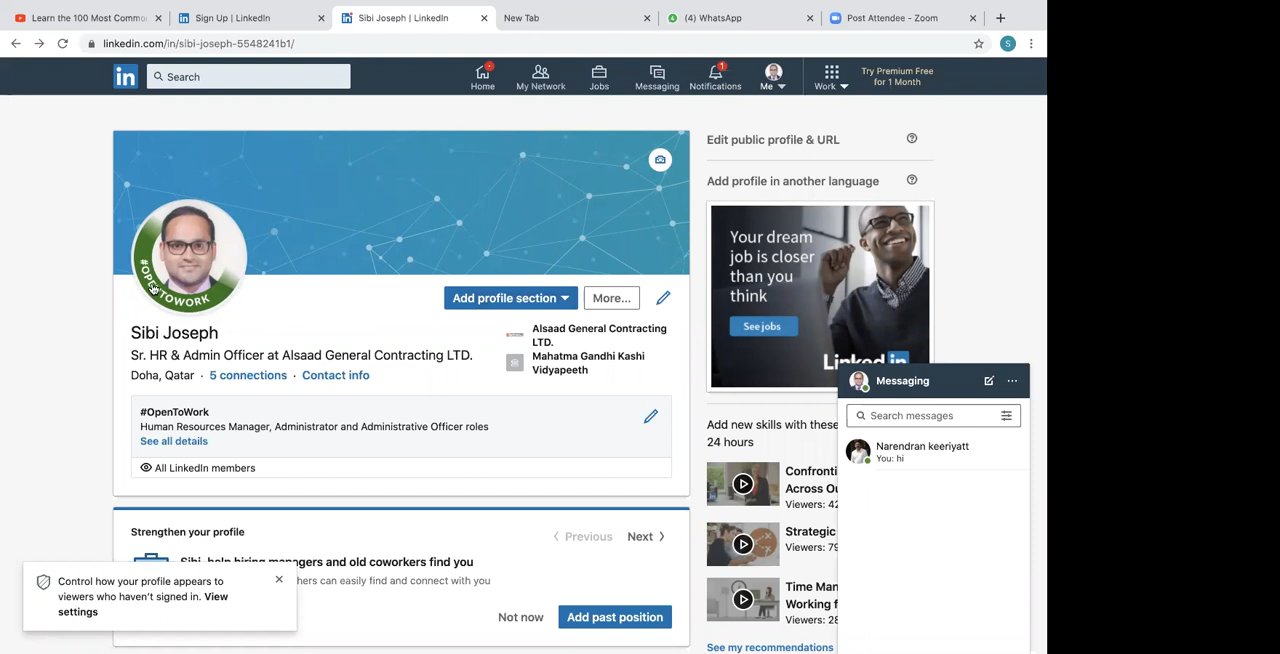 Learn the 100 Most Commo
Sign Up | LinkedIn
Sibi Joseph | LinkedIn
New Tab
(4) WhatsApp
Post Attendee - Zoom
linkedin.com/in/sibi-joseph-5548241b1/
S
in
Search
Home
My Network
Jobs
Messaging
1
Notifications
Me
Work
Try Premium Free
for 1 Month
#OPENTOWORK
Add profile section
More...
Sibi Joseph
Sr. HR & Admin Officer at Alsaad General Contracting LTD.
Doha, Qatar · 5 connections · Contact info
Alsaad General Contracting
LTD.
Mahatma Gandhi Kashi
Vidyapeeth
#OpenToWork
Human Resources Manager, Administrator and Administrative Officer roles
See all details
All LinkedIn members
Strengthen your profile
Previous
Next
Sibi, help hiring managers and old coworkers find you
hers can easily find and connect with you
Not now
Add past position
Control how your profile appears to
viewers who haven't signed in. View
settings
Edit public profile & URL
Add profile in another language
Your dream
job is closer
than you
think
See jobs
Linked in
Add new skills with these
24 hours
Confronti
Across Ou
Viewers: 42
Strategic
Viewers: 79
Time Man
Working f
Viewers: 28
See my recommendations
Messaging
Search messages
Narendran keeriyatt
You: hi